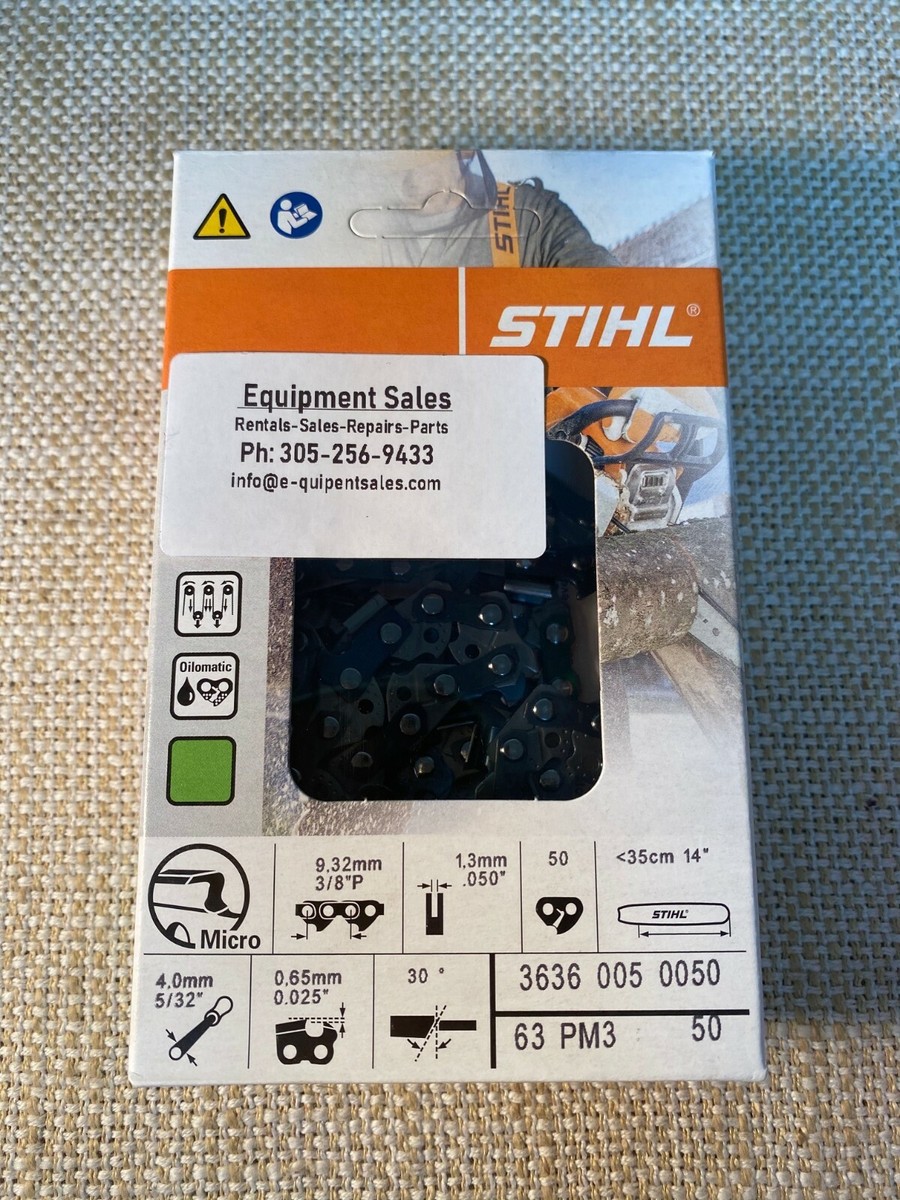 STIHL
STIHL®
Equipment Sales
Rentals-Sales-Repairs-Parts
Ph: 305-256-9433
info@e-quipentsales.com
Oilomatic
9,32mm
3/8"P
1,3mm
.050"
50
<35cm 14"
STIHL®
Micro
4,0mm
5/32"
0,65mm
0.025"
30 °
3636 005 0050
63 PM3 50